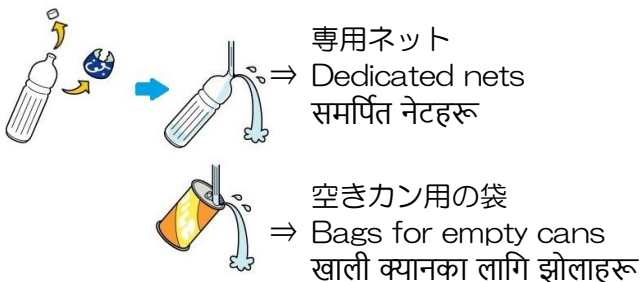 専用ネット
⇒ Dedicated nets
समर्पित नेटहरू
空きカン用の袋
⇒ Bags for empty cans
खाली क्यानका लागि झोलाहरू